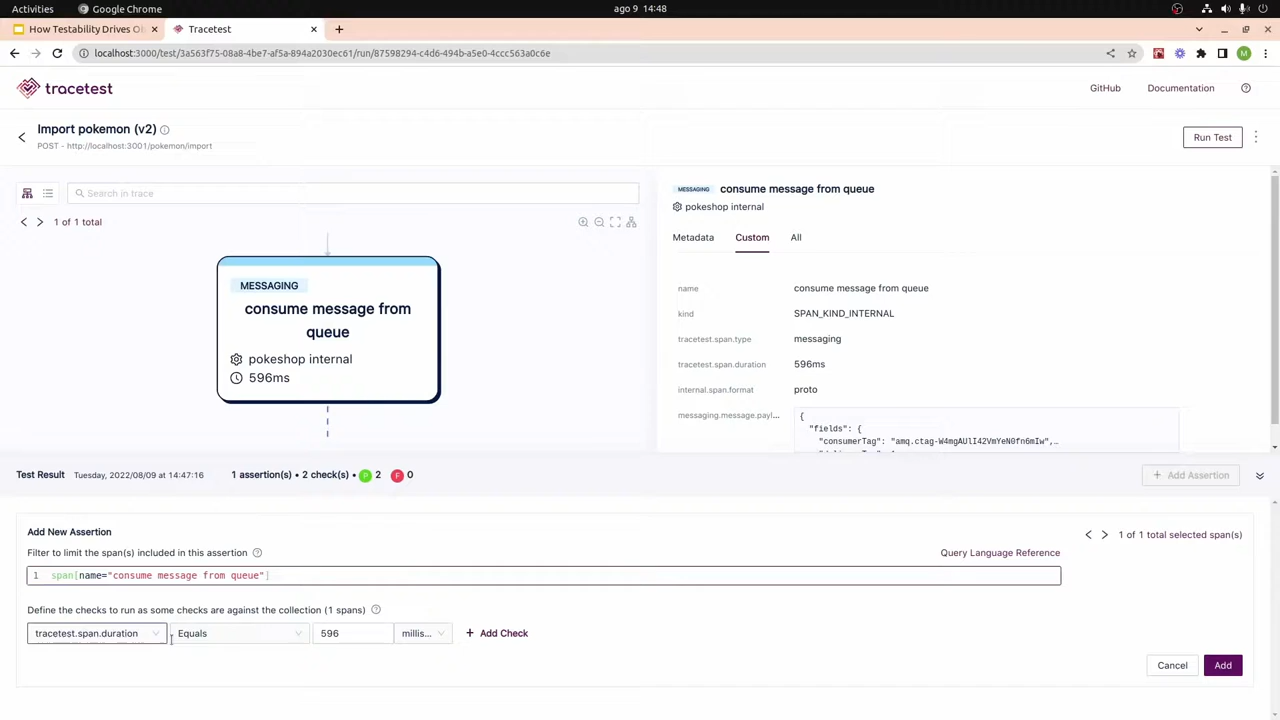 Activities
Google Chrome
ago 9 14:48
How Testability Drives Ob
Tracetest
localhost:3000/test/3a563f75-08a8-4be7-af5a-894a2030ec61/run/87598294-c4d6-494b-a5e0-4ccc563a0c6e
M
tracetest
GitHub
Documentation
Import pokemon (v2)
POST - http://localhost:3001/pokemon/import
Run Test
Search in trace
1 of 1 total
MESSAGING
consume message from
queue
pokeshop internal
596ms
MESSAGING consume message from queue
pokeshop internal
Metadata
Custom
All
name consume message from queue
kind SPAN_KIND_INTERNAL
tracetest.span.type messaging
tracetest.span.duration 596ms
internal.span.format proto
messaging.message.payl... {
"fields": {
"consumerTag": "amq.ctag-W4mgAUlI42VmYeN0fn6mIw",…
Test Result
Tuesday, 2022/08/09 at 14:47:16
1 assertion(s) • 2 check(s) • P 2 F 0
+ Add Assertion
Add New Assertion
1 of 1 total selected span(s)
Filter to limit the span(s) included in this assertion
Query Language Reference
1 span[name="consume message from queue"]
Define the checks to run as some checks are against the collection (1 spans)
tracetest.span.duration
Equals
596
millis...
+ Add Check
Cancel
Add